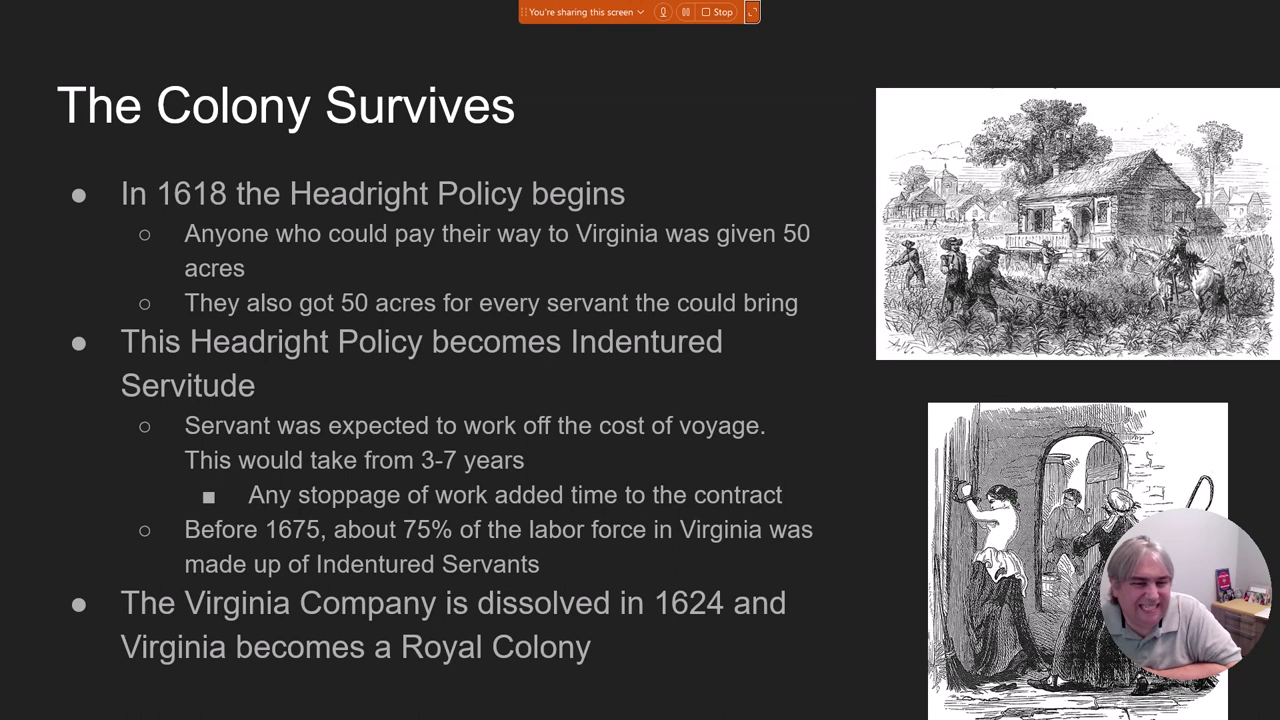 You're sharing this screen
Stop
The Colony Survives
● In 1618 the Headright Policy begins
○ Anyone who could pay their way to Virginia was given 50
acres
○ They also got 50 acres for every servant the could bring
● This Headright Policy becomes Indentured
Servitude
○ Servant was expected to work off the cost of voyage.
This would take from 3-7 years
■ Any stoppage of work added time to the contract
○ Before 1675, about 75% of the labor force in Virginia was
made up of Indentured Servants
● The Virginia Company is dissolved in 1624 and
Virginia becomes a Royal Colony